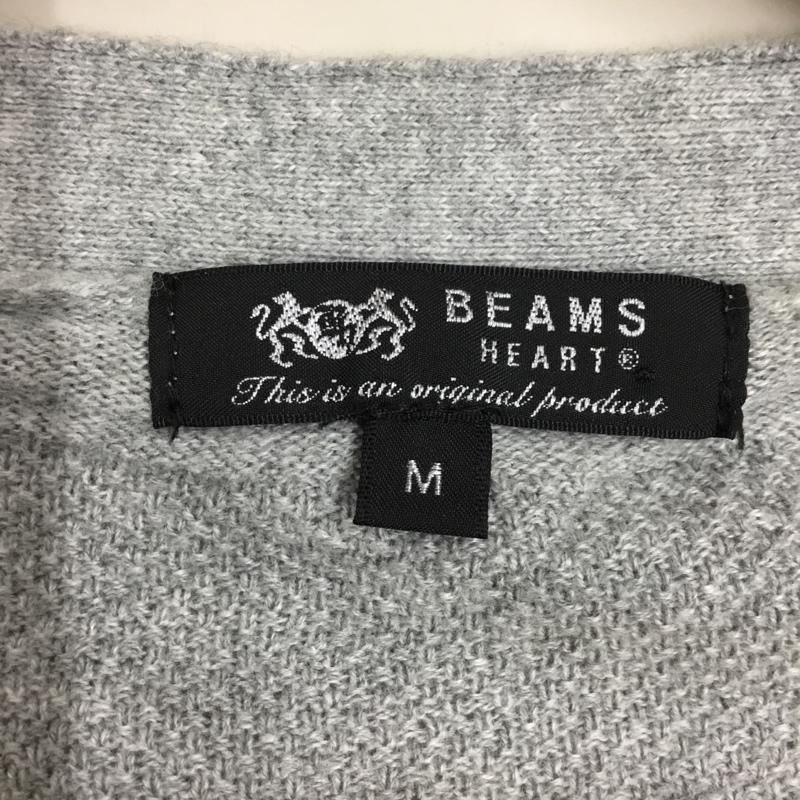 BEAMS
HEART®
This is an original product
M